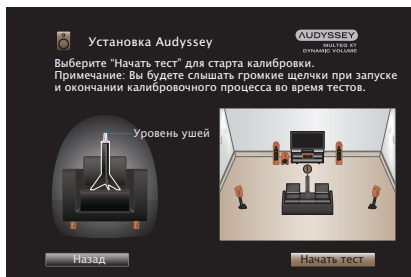 Установка Audyssey
AUDYSSEY
MULTEQ XT
DYNAMIC VOLUME
Выберите “Начать тест” для старта калибровки.
Примечание: Вы будете слышать громкие щелчки при запуске
и окончании калибровочного процесса во время тестов.
Уровень ушей
Назад
Начать тест